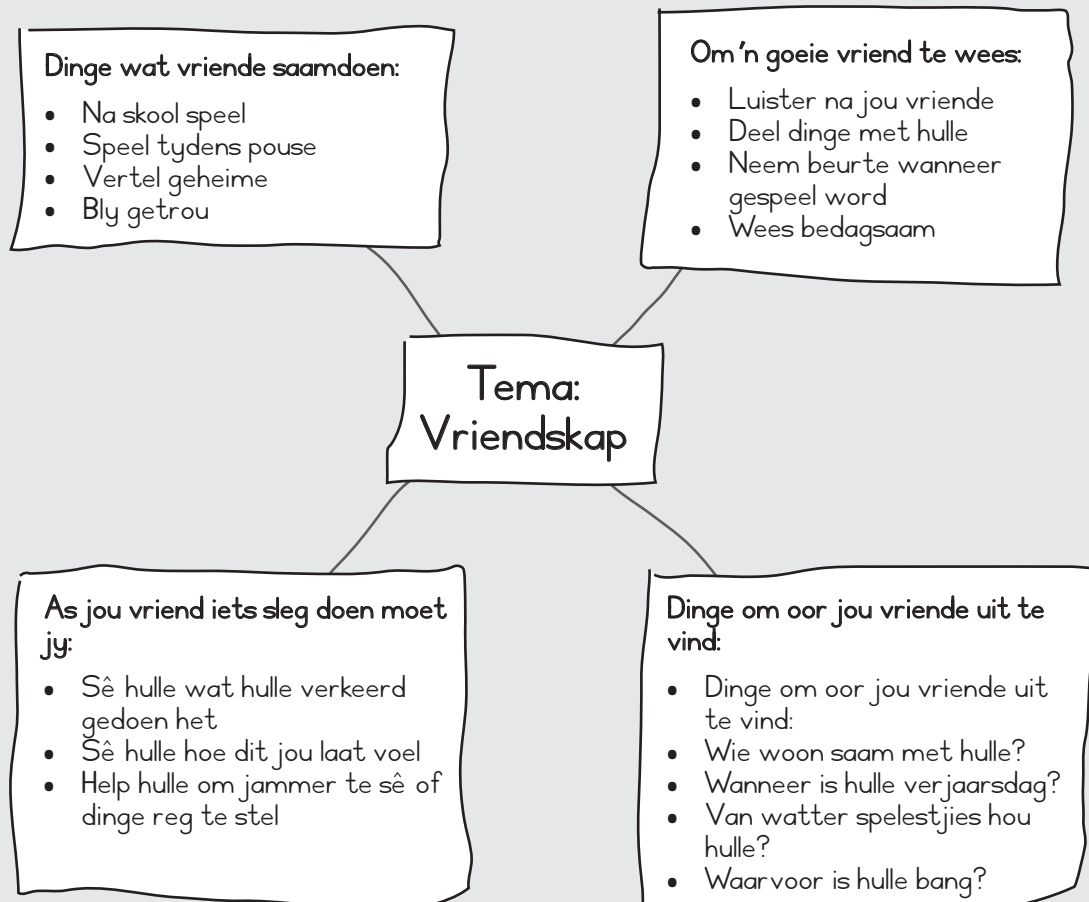 Dinge wat vriende saamdoen:
• Na skool speel
• Speel tydens pouse
• Vertel geheime
• Bly getrou
Om 'n goeie vriend te wees:
• Luister na jou vriende
• Deel dinge met hulle
• Neem beurte wanneer
gespeel word
• Wees bedagsaam
Tema:
Vriendskap
As jou vriend iets sleg doen moet
jy:
• Sê hulle wat hulle verkeerd
gedoen het
• Sê hulle hoe dit jou laat voel
• Help hulle om jammer te sê of
dinge reg te stel
Dinge om oor jou vriende uit te
vind:
• Dinge om oor jou vriende uit
te vind:
• Wie woon saam met hulle?
• Wanneer is hulle verjaarsdag?
• Van watter spelestjies hou
hulle?
• Waarvoor is hulle bang?